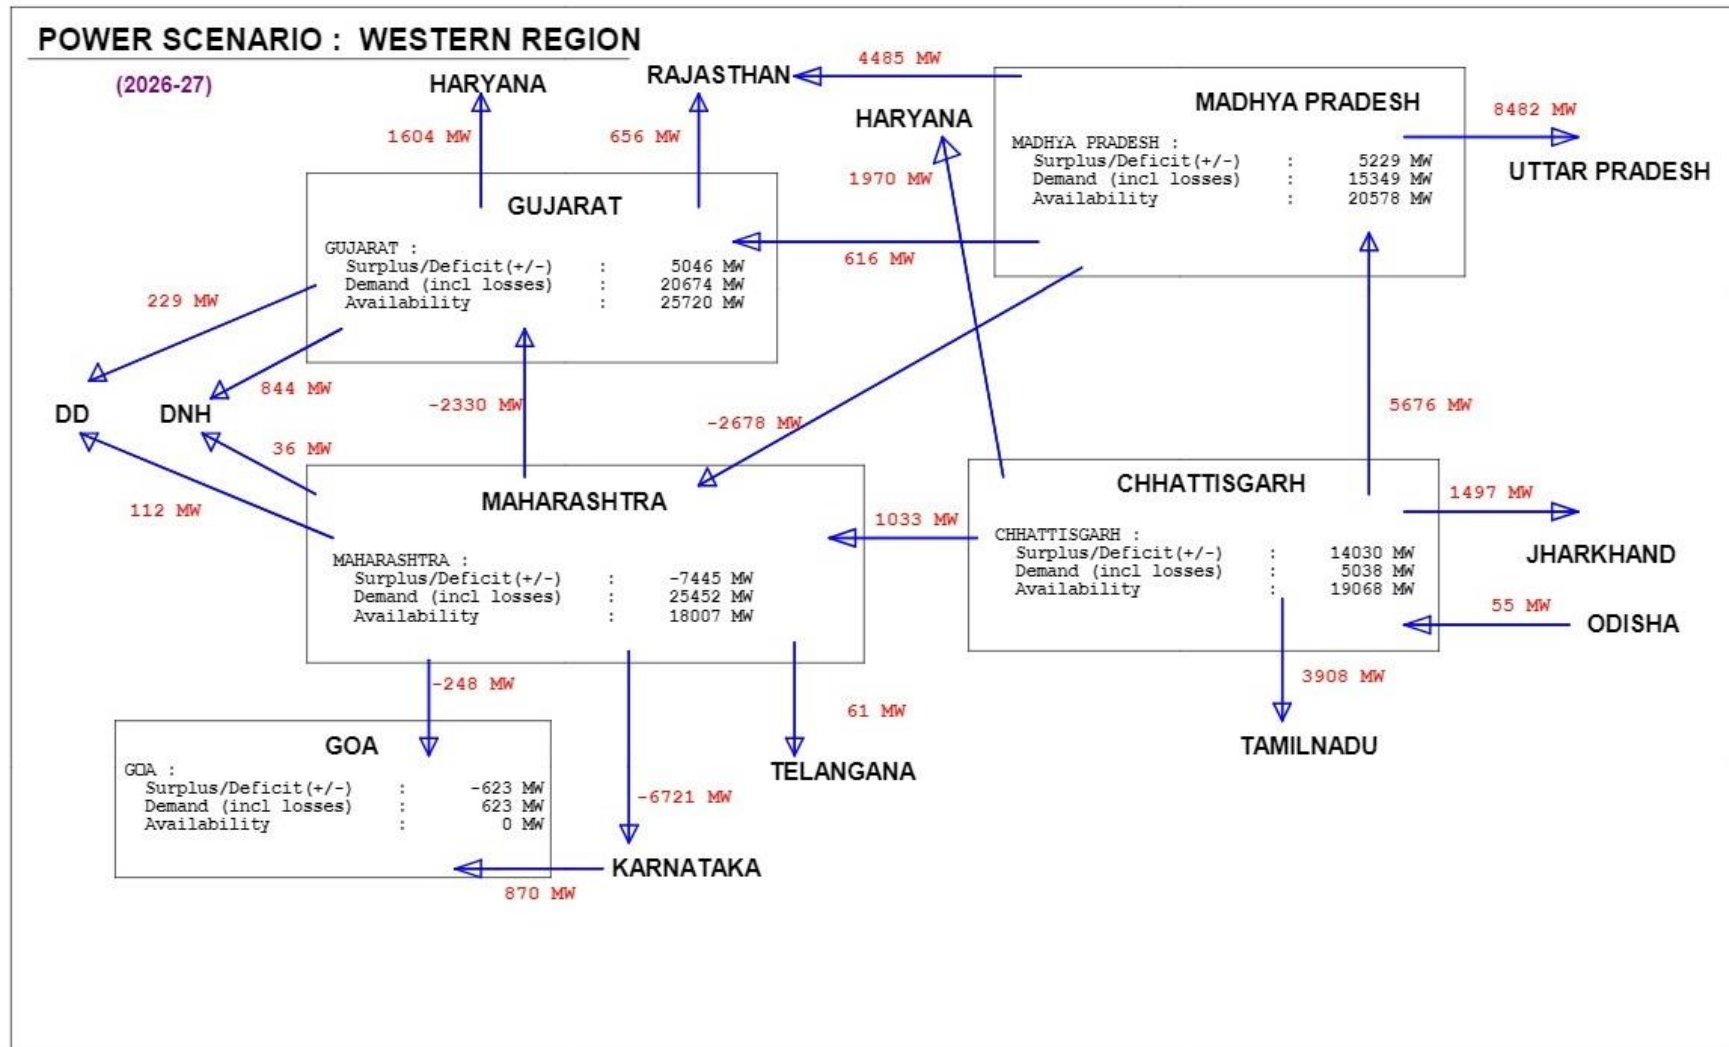 POWER SCENARIO : WESTERN REGION
(2026-27)
HARYANA
RAJASTHAN
4485 MW
1604 MW
656 MW
HARYANA
1970 MW
MADHYA PRADESH
MADHYA PRADESH :
Surplus/Deficit(+/-) : 5229 MW
Demand (incl losses) : 15349 MW
Availability : 20578 MW
8482 MW
UTTAR PRADESH
GUJARAT
GUJARAT :
Surplus/Deficit(+/-) : 5046 MW
Demand (incl losses) : 20674 MW
Availability : 25720 MW
616 MW
229 MW
844 MW
DD
DNH
-2330 MW
-2678 MW
5676 MW
36 MW
112 MW
MAHARASHTRA
MAHARASHTRA :
Surplus/Deficit(+/-) : -7445 MW
Demand (incl losses) : 25452 MW
Availability : 18007 MW
1033 MW
CHHATTISGARH
CHHATTISGARH :
Surplus/Deficit(+/-) : 14030 MW
Demand (incl losses) : 5038 MW
Availability : 19068 MW
1497 MW
JHARKHAND
55 MW
ODISHA
-248 MW
61 MW
3908 MW
TAMILNADU
GOA
GOA :
Surplus/Deficit(+/-) : -623 MW
Demand (incl losses) : 623 MW
Availability : 0 MW
TELANGANA
-6721 MW
KARNATAKA
870 MW